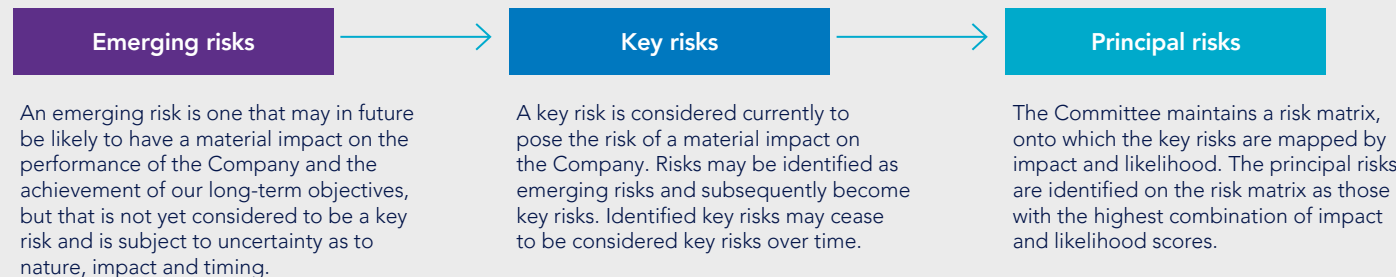 Emerging risks
An emerging risk is one that may in future
be likely to have a material impact on the
performance of the Company and the
achievement of our long-term objectives,
but that is not yet considered to be a key
risk and is subject to uncertainty as to
nature, impact and timing.
Key risks
A key risk is considered currently to
pose the risk of a material impact on
the Company. Risks may be identified as
emerging risks and subsequently become
key risks. Identified key risks may cease
to be considered key risks over time.
Principal risks
The Committee maintains a risk matrix,
onto which the key risks are mapped by
impact and likelihood. The principal risks
are identified on the risk matrix as those
with the highest combination of impact
and likelihood scores.